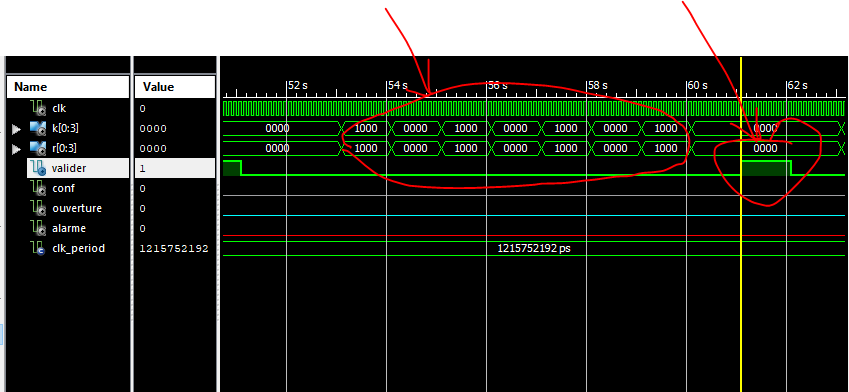 Name Value 52 s 54 s 56 s 58 s 60 s 62 s
clk 0
k[0:3] 0000 0000 1000 0000 1000 0000 1000 0000 1000 0000
r[0:3] 0000 0000 1000 0000 1000 0000 1000 0000 1000 0000
valider 1
conf 0
ouverture 0
alarme 0
clk_period 1215752192 1215752192 ps